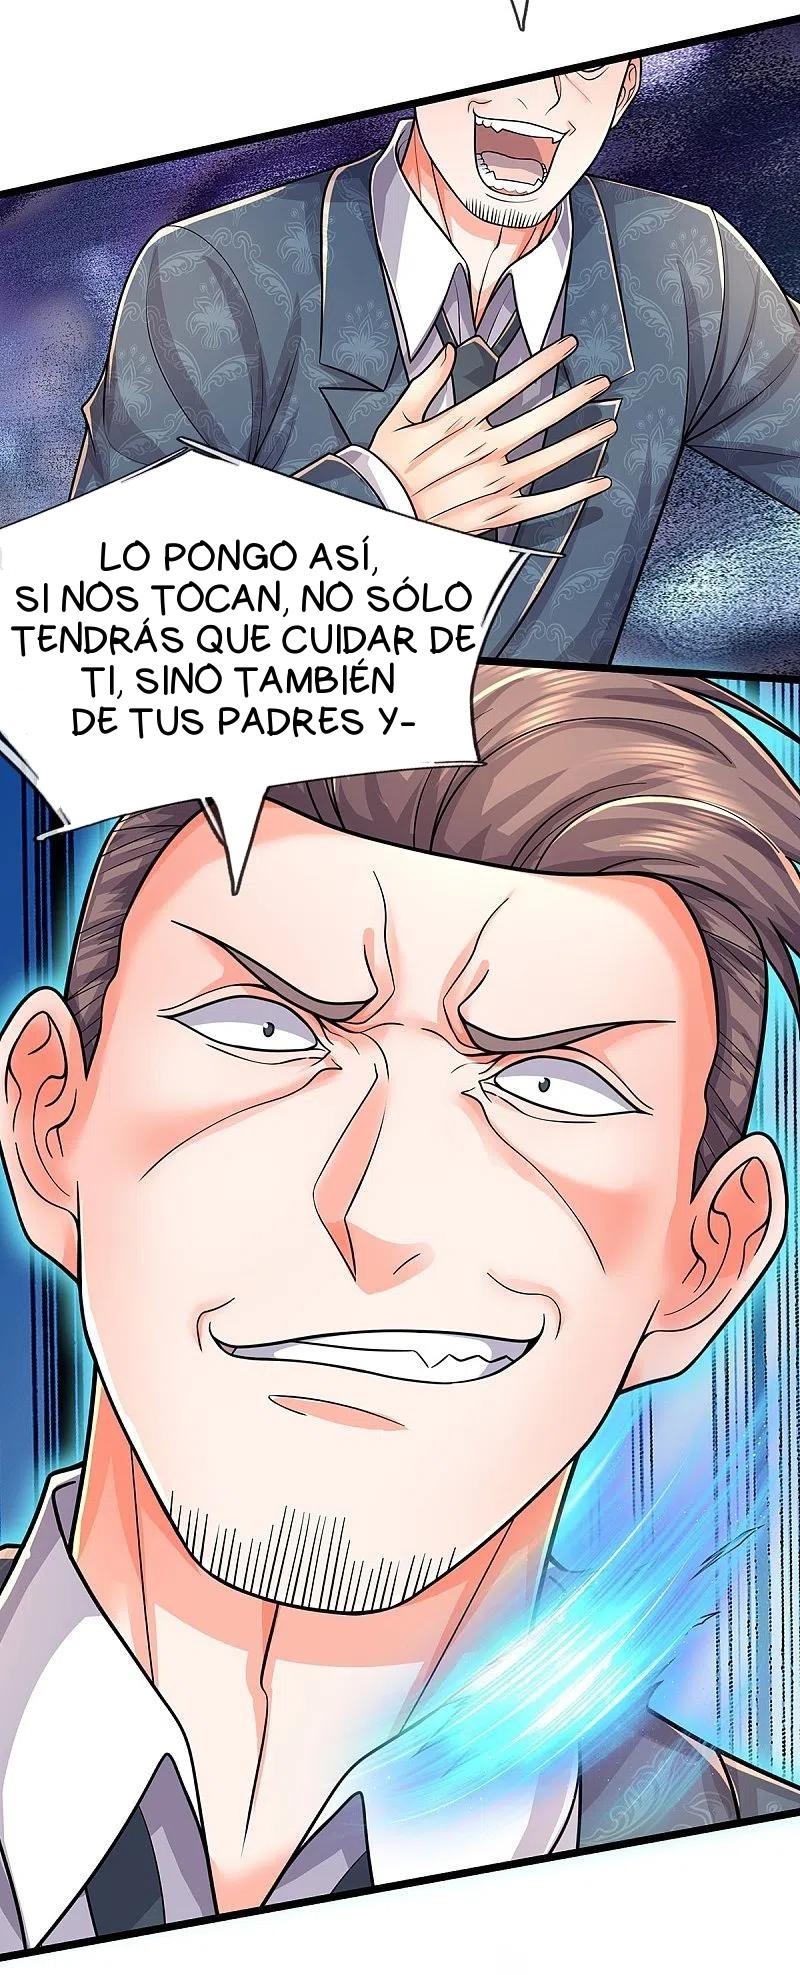 LO PONGO ASÍ,
SI NOS TOCAN, NO SÓLO
TENDRÁS QUE CUIDAR DE
TI, SINO TAMBIÉN
DE TUS PADRES Y-